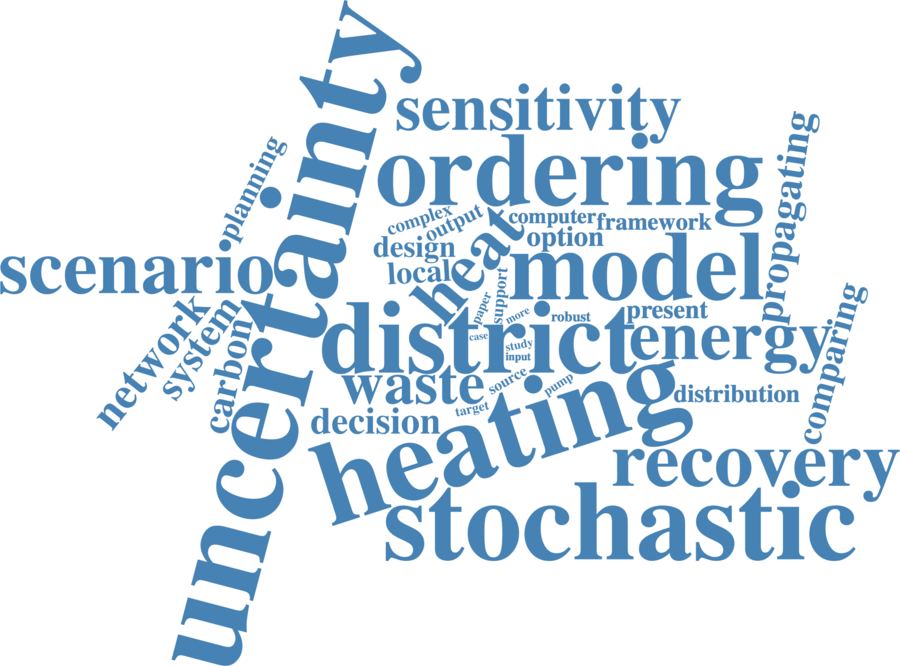 uncertainty
sensitivity
ordering
propagating
planning
complex
output
computer
framework
design
option
heat
local
model
scenario
support
paper
more
robust
present
network
system
carbon
district
case
study
input
energy
comparing
waste
source
pump
distribution
target
decision
heating
recovery
stochastic